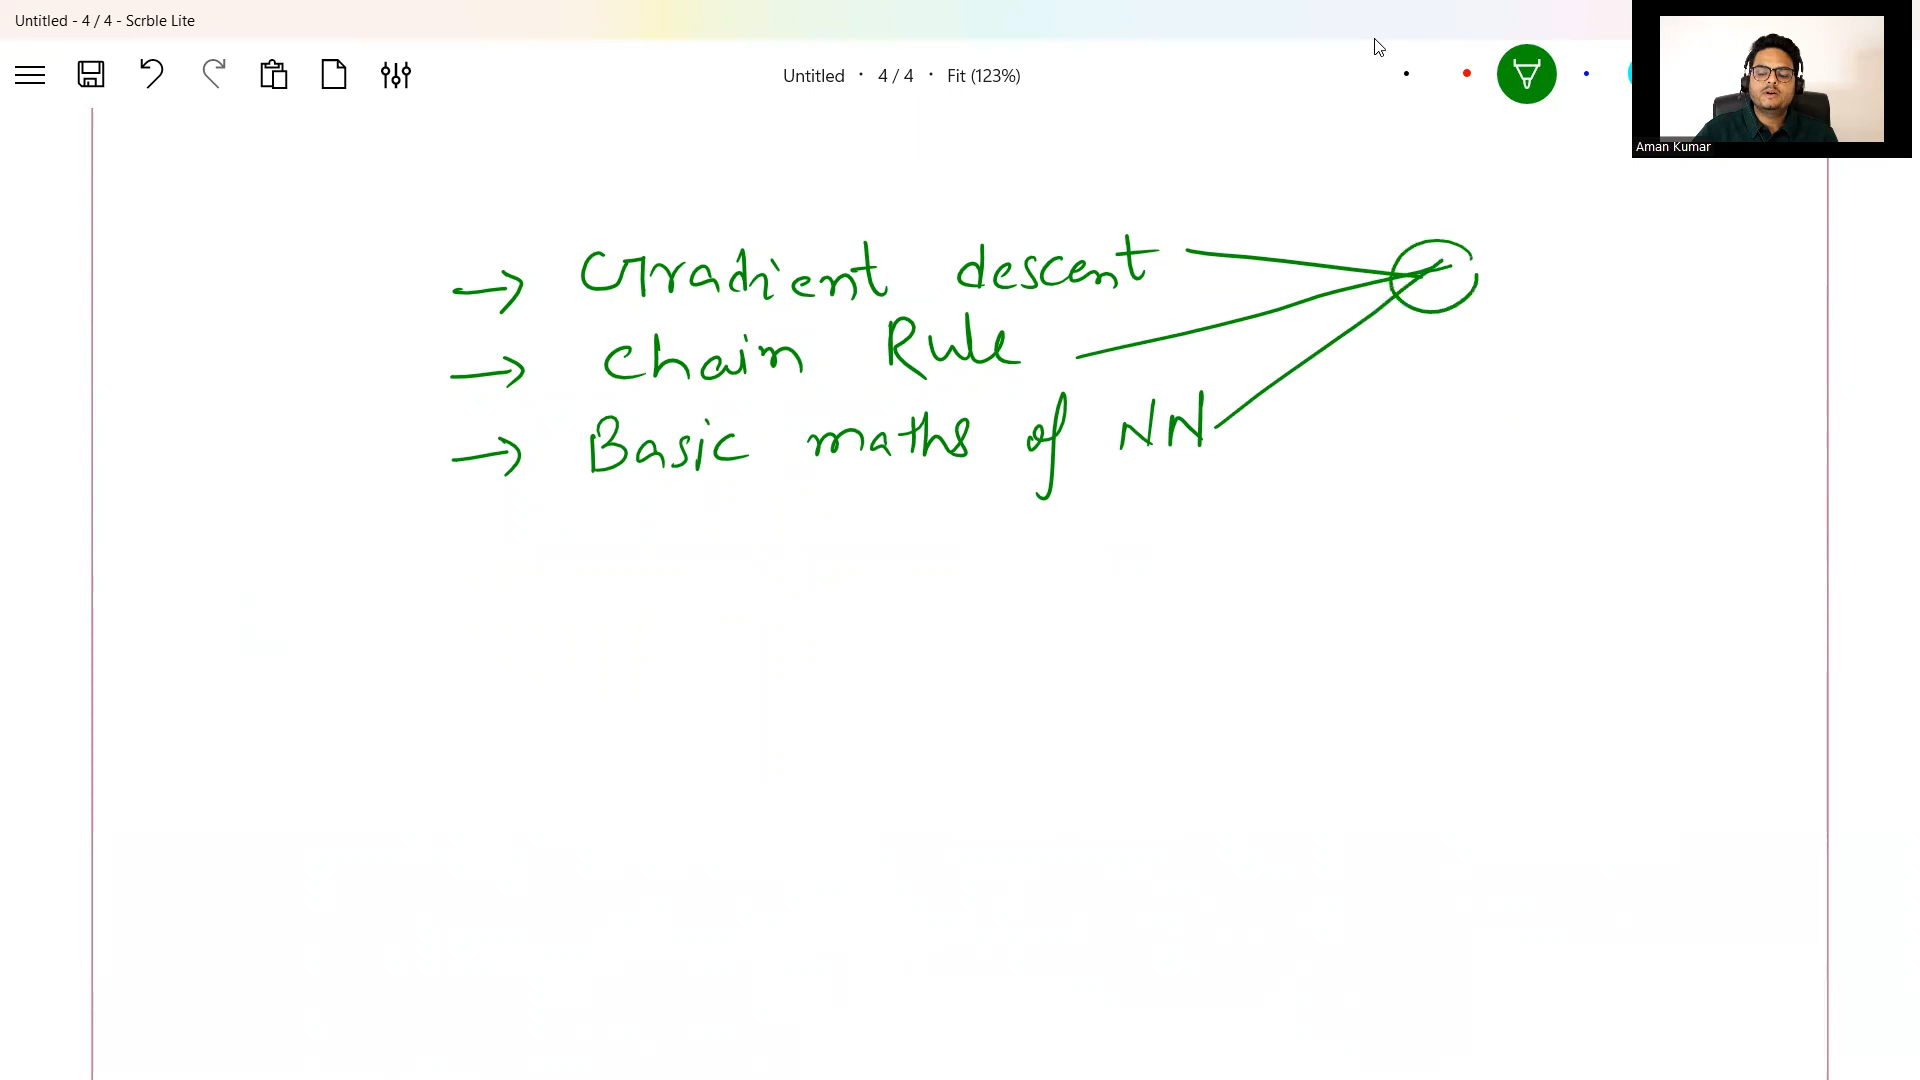 Untitled - 4 / 4 - Scrble Lite
Untitled · 4 / 4 · Fit (123%)
Aman Kumar
→ Gradient descent
→ Chain Rule
→ Basic maths of NN